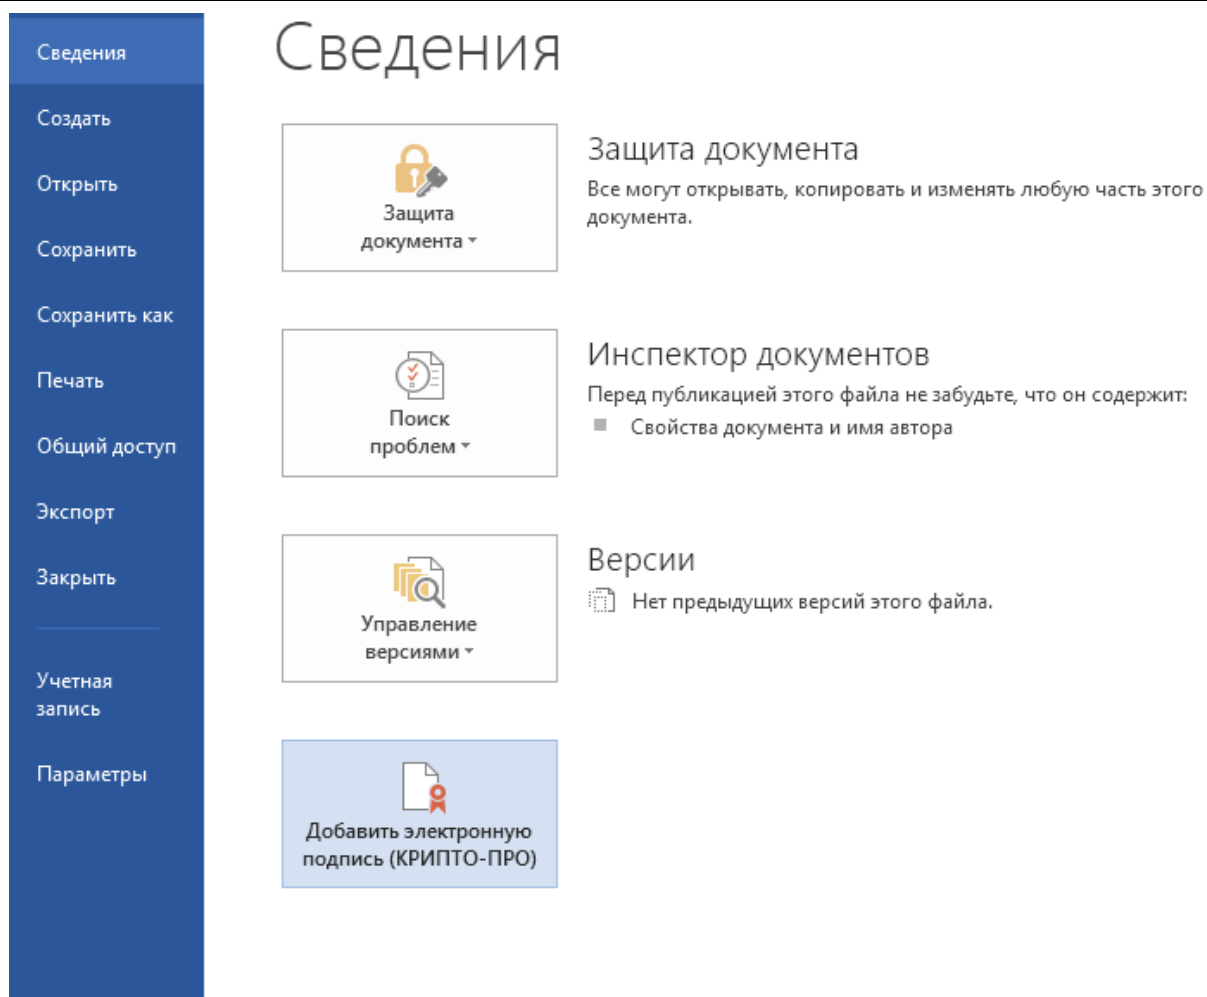 Сведения
Создать
Открыть
Сохранить
Сохранить как
Печать
Общий доступ
Экспорт
Закрыть
Учетная
запись
Параметры
Сведения
Защита
документа
Защита документа
Все могут открывать, копировать и изменять любую часть этого
документа.
Поиск
проблем
Инспектор документов
Перед публикацией этого файла не забудьте, что он содержит:
Свойства документа и имя автора
Управление
версиями
Версии
Нет предыдущих версий этого файла.
Добавить электронную
подпись (КРИПТО-ПРО)